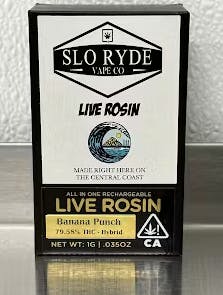 SLO RYDE
VAPE CO
LIVE ROSIN
MADE RIGHT HERE ON
THE CENTRAL COAST
ALL IN ONE RECHARGEABLE
LIVE ROSIN
Banana Punch
79.58% THC - Hybrid
NET WT: 1G | .035OZ
CA